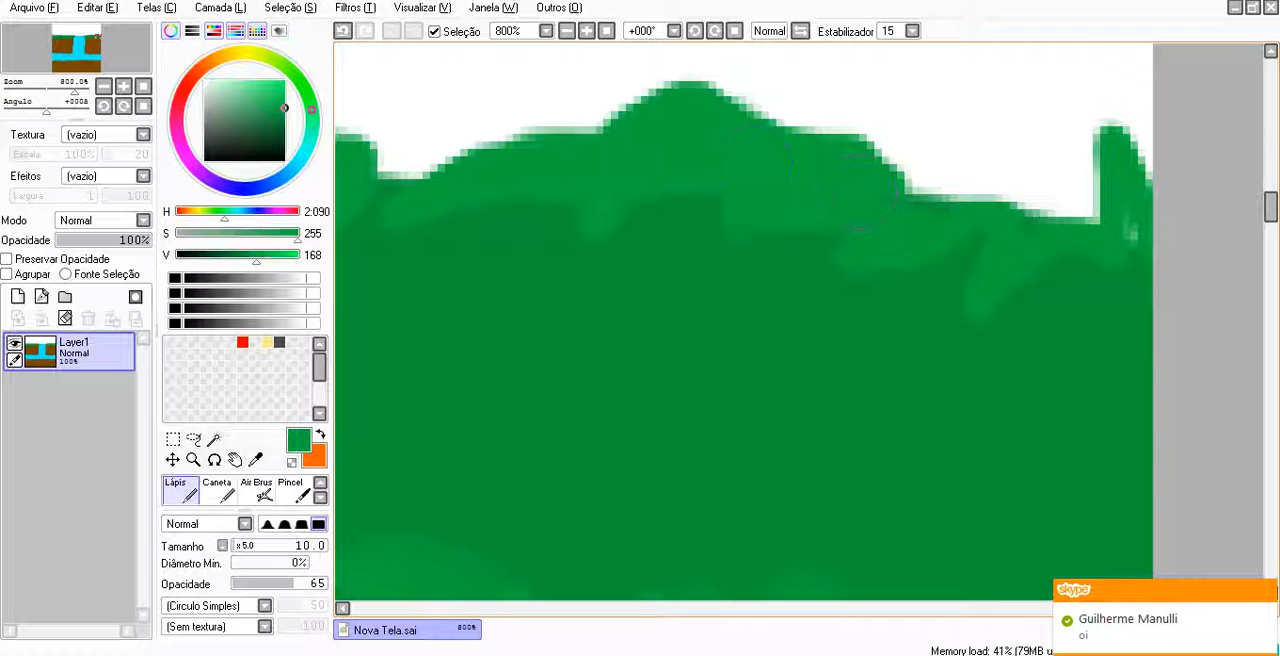 Arquivo (F) Editar (E) Telas (C) Camada (L) Seleção (S) Filtros (T) Visualizar (V) Janela (W) Outros (O)
Seleção 800% +000° Normal Estabilizador 15
Zoom 800.0%
Angulo +000°
Textura (vazio)
Escala 100% 20
Efeitos (vazio)
Largura 1 100
Modo Normal
Opacidade 100%
Preservar Opacidade
Agrupar Fonte Seleção
Layer1
Normal
100%
H 2:090
S 255
V 168
Lápis Caneta Air Brus Pincel
Normal
Tamanho x 5.0 10.0
Diâmetro Min. 0%
Opacidade 65
(Circulo Simples) 50
(Sem textura) 100
Nova Tela.sai 800%
skype
Guilherme Manulli
oi
Memory load: 41% (79MB u